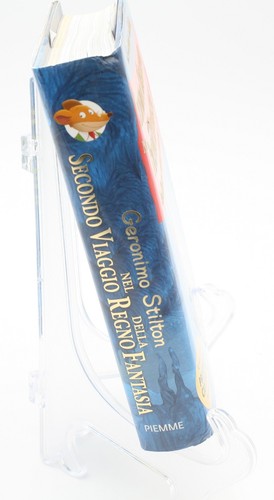 Geronimo Stilton
SECONDO VIAGGIO
NEL REGNO
DELLA FANTASIA
PIEMME